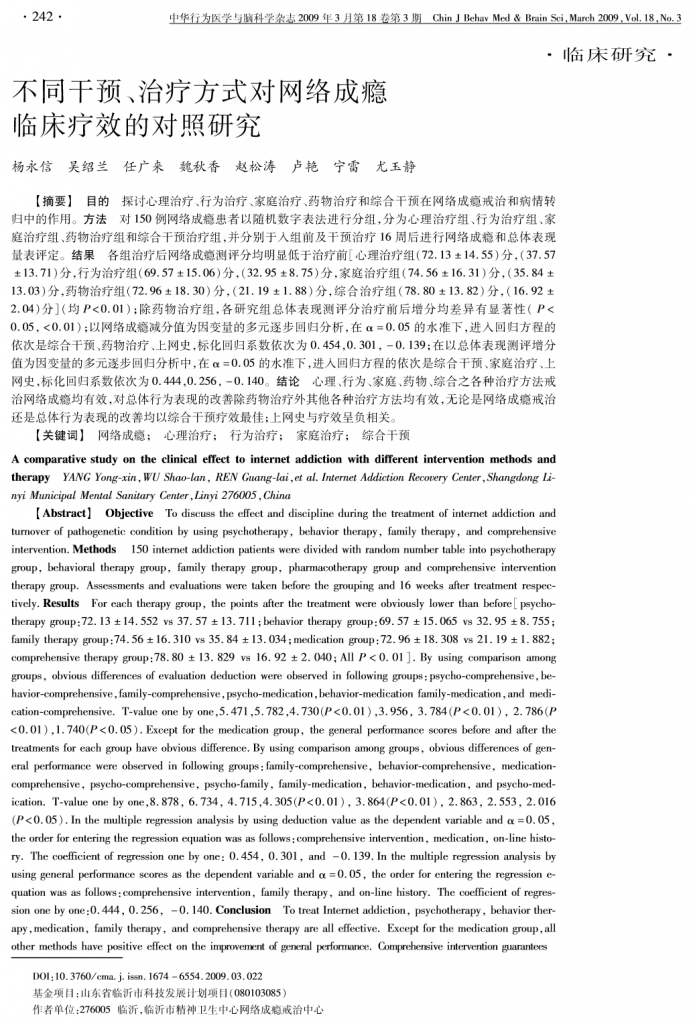 · 242 ·
中华行为医学与脑科学杂志 2009 年 3 月第 18 卷第 3 期 Chin J Behav Med & Brain Sci,March 2009,Vol. 18,No. 3
· 临床研究 ·
不同干预、治疗方式对网络成瘾
临床疗效的对照研究
杨永信 吴绍兰 任广来 魏秋香 赵松涛 卢艳 宁雷 尤玉静
【摘要】 目的 探讨心理治疗、行为治疗、家庭治疗、药物治疗和综合干预在网络成瘾戒治和病情转
归中的作用。方法 对 150 例网络成瘾患者以随机数字表法进行分组,分为心理治疗组、行为治疗组、家
庭治疗组、药物治疗组和综合干预治疗组,并分别于入组前及干预治疗 16 周后进行网络成瘾和总体表现
量表评定。结果 各组治疗后网络成瘾测评分均明显低于治疗前[心理治疗组(72. 13 ± 14. 55)分,(37. 57
± 13. 71)分,行为治疗组(69. 57 ± 15. 06)分,(32. 95 ± 8. 75)分,家庭治疗组(74. 56 ± 16. 31)分,(35. 84 ±
13. 03)分,药物治疗组(72. 96 ± 18. 30)分,(21. 19 ± 1. 88)分,综合治疗组(78. 80 ± 13. 82)分,(16. 92 ±
2. 04)分](均 P < 0. 01);除药物治疗组,各研究组总体表现测评分治疗前后增分均差异有显著性( P <
0. 05, < 0. 01);以网络成瘾减分值为因变量的多元逐步回归分析,在 α = 0. 05 的水准下,进入回归方程的
依次是综合干预、药物治疗、上网史,标化回归系数依次为 0. 454,0. 301, - 0. 139;在以总体表现测评增分
值为因变量的多元逐步回归分析中,在 α = 0. 05 的水准下,进入回归方程的依次是综合干预、家庭治疗、上
网史,标化回归系数依次为 0. 444,0. 256, - 0. 140。结论 心理、行为、家庭、药物、综合之各种治疗方法戒
治网络成瘾均有效,对总体行为表现的改善除药物治疗外其他各种治疗方法均有效,无论是网络成瘾戒治
还是总体行为表现的改善均以综合干预疗效最佳;上网史与疗效呈负相关。
【关键词】 网络成瘾; 心理治疗; 行为治疗; 家庭治疗; 综合干预
A comparative study on the clinical effect to internet addiction with different intervention methods and
therapy YANG Yong-xin,WU Shao-lan, REN Guang-lai,et al. Internet Addiction Recovery Center,Shangdong Li-
nyi Municipal Mental Sanitary Center,Linyi 276005,China
【Abstract】 Objective To discuss the effect and discipline during the treatment of internet addiction and
turnover of pathogenetic condition by using psychotherapy, behavior therapy, family therapy, and comprehensive
intervention. Methods 150 internet addiction patients were divided with random number table into psychotherapy
group, behavioral therapy group, family therapy group, pharmacotherapy group and comprehensive intervention
therapy group. Assessments and evaluations were taken before the grouping and 16 weeks after treatment respec-
tively. Results For each therapy group, the points after the treatment were obviously lower than before[ psycho-
therapy group:72. 13 ± 14. 552 vs 37. 57 ± 13. 711;behavior therapy group:69. 57 ± 15. 065 vs 32. 95 ± 8. 755;
family therapy group:74. 56 ± 16. 310 vs 35. 84 ± 13. 034;medication group:72. 96 ± 18. 308 vs 21. 19 ± 1. 882;
comprehensive therapy group:78. 80 ± 13. 829 vs 16. 92 ± 2. 040;All P < 0. 01]. By using comparison among
groups, obvious differences of evaluation deduction were observed in following groups:psycho-comprehensive,be-
havior-comprehensive,family-comprehensive,psycho-medication,behavior-medication family-medication,and medi-
cation-comprehensive. T-value one by one,5. 471,5. 782,4. 730(P<0. 01),3. 956, 3. 784(P<0. 01), 2. 786(P
<0. 01),1. 740(P<0. 05). Except for the medication group, the general performance scores before and after the
treatments for each group have obvious difference. By using comparison among groups, obvious differences of gen-
eral performance were observed in following groups:family-comprehensive, behavior-comprehensive, medication-
comprehensive, psycho-comprehensive, psycho-family, family-medication, behavior-medication, and psycho-med-
ication. T-value one by one,8. 878, 6. 734, 4. 715,4. 305(P<0. 01), 3. 864(P<0. 01), 2. 863, 2. 553, 2. 016
(P<0. 05). In the multiple regression analysis by using deduction value as the dependent variable and α = 0. 05,
the order for entering the regression equation was as follows:comprehensive intervention, medication, on-line histo-
ry. The coefficient of regression one by one: 0. 454, 0. 301, and - 0. 139. In the multiple regression analysis by
using general performance scores as the dependent variable and α = 0. 05, the order for entering the regression e-
quation was as follows:comprehensive intervention, family therapy, and on-line history. The coefficient of regres-
sion one by one:0. 444, 0. 256, - 0. 140. Conclusion To treat Internet addiction, psychotherapy, behavior ther-
apy,medication, family therapy, and comprehensive therapy are all effective. Except for the medication group,all
other methods have positive effect on the improvement of general performance. Comprehensive intervention guarantees
DOI:10. 3760/cma. j. issn. 1674 - 6554. 2009. 03. 022
基金项目:山东省临沂市科技发展计划项目(080103085)
作者单位:276005 临沂,临沂市精神卫生中心网络成瘾戒治中心